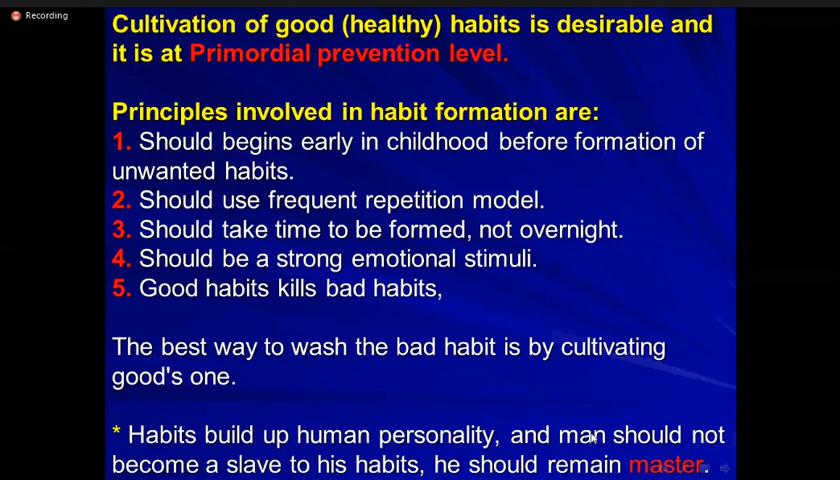 Recording
Cultivation of good (healthy) habits is desirable and
it is at Primordial prevention level.
Principles involved in habit formation are:
1. Should begins early in childhood before formation of
unwanted habits.
2. Should use frequent repetition model.
3. Should take time to be formed, not overnight.
4. Should be a strong emotional stimuli.
5. Good habits kills bad habits,
The best way to wash the bad habit is by cultivating
good's one.
* Habits build up human personality, and man should not
become a slave to his habits, he should remain master.